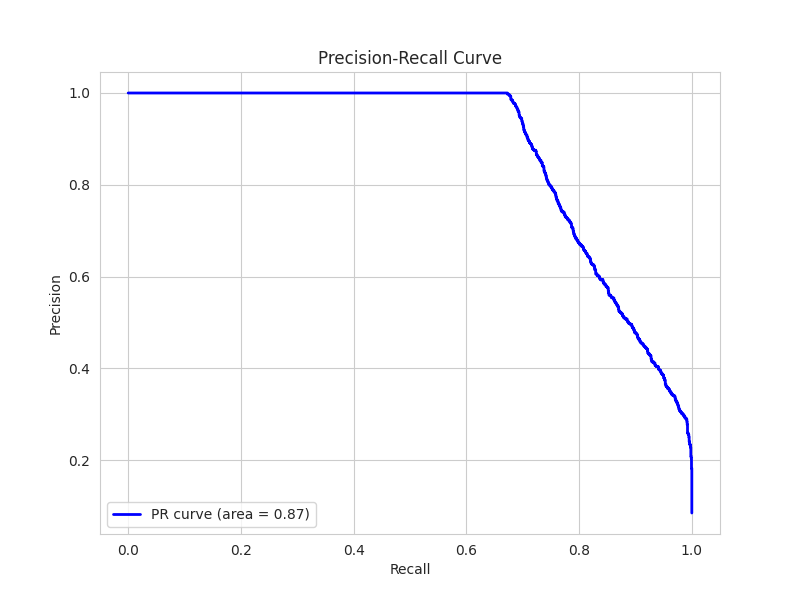 Precision-Recall Curve
1.0
0.8
0.6
0.4
0.2
Precision
PR curve (area = 0.87)
0.0 0.2 0.4 0.6 0.8 1.0
Recall